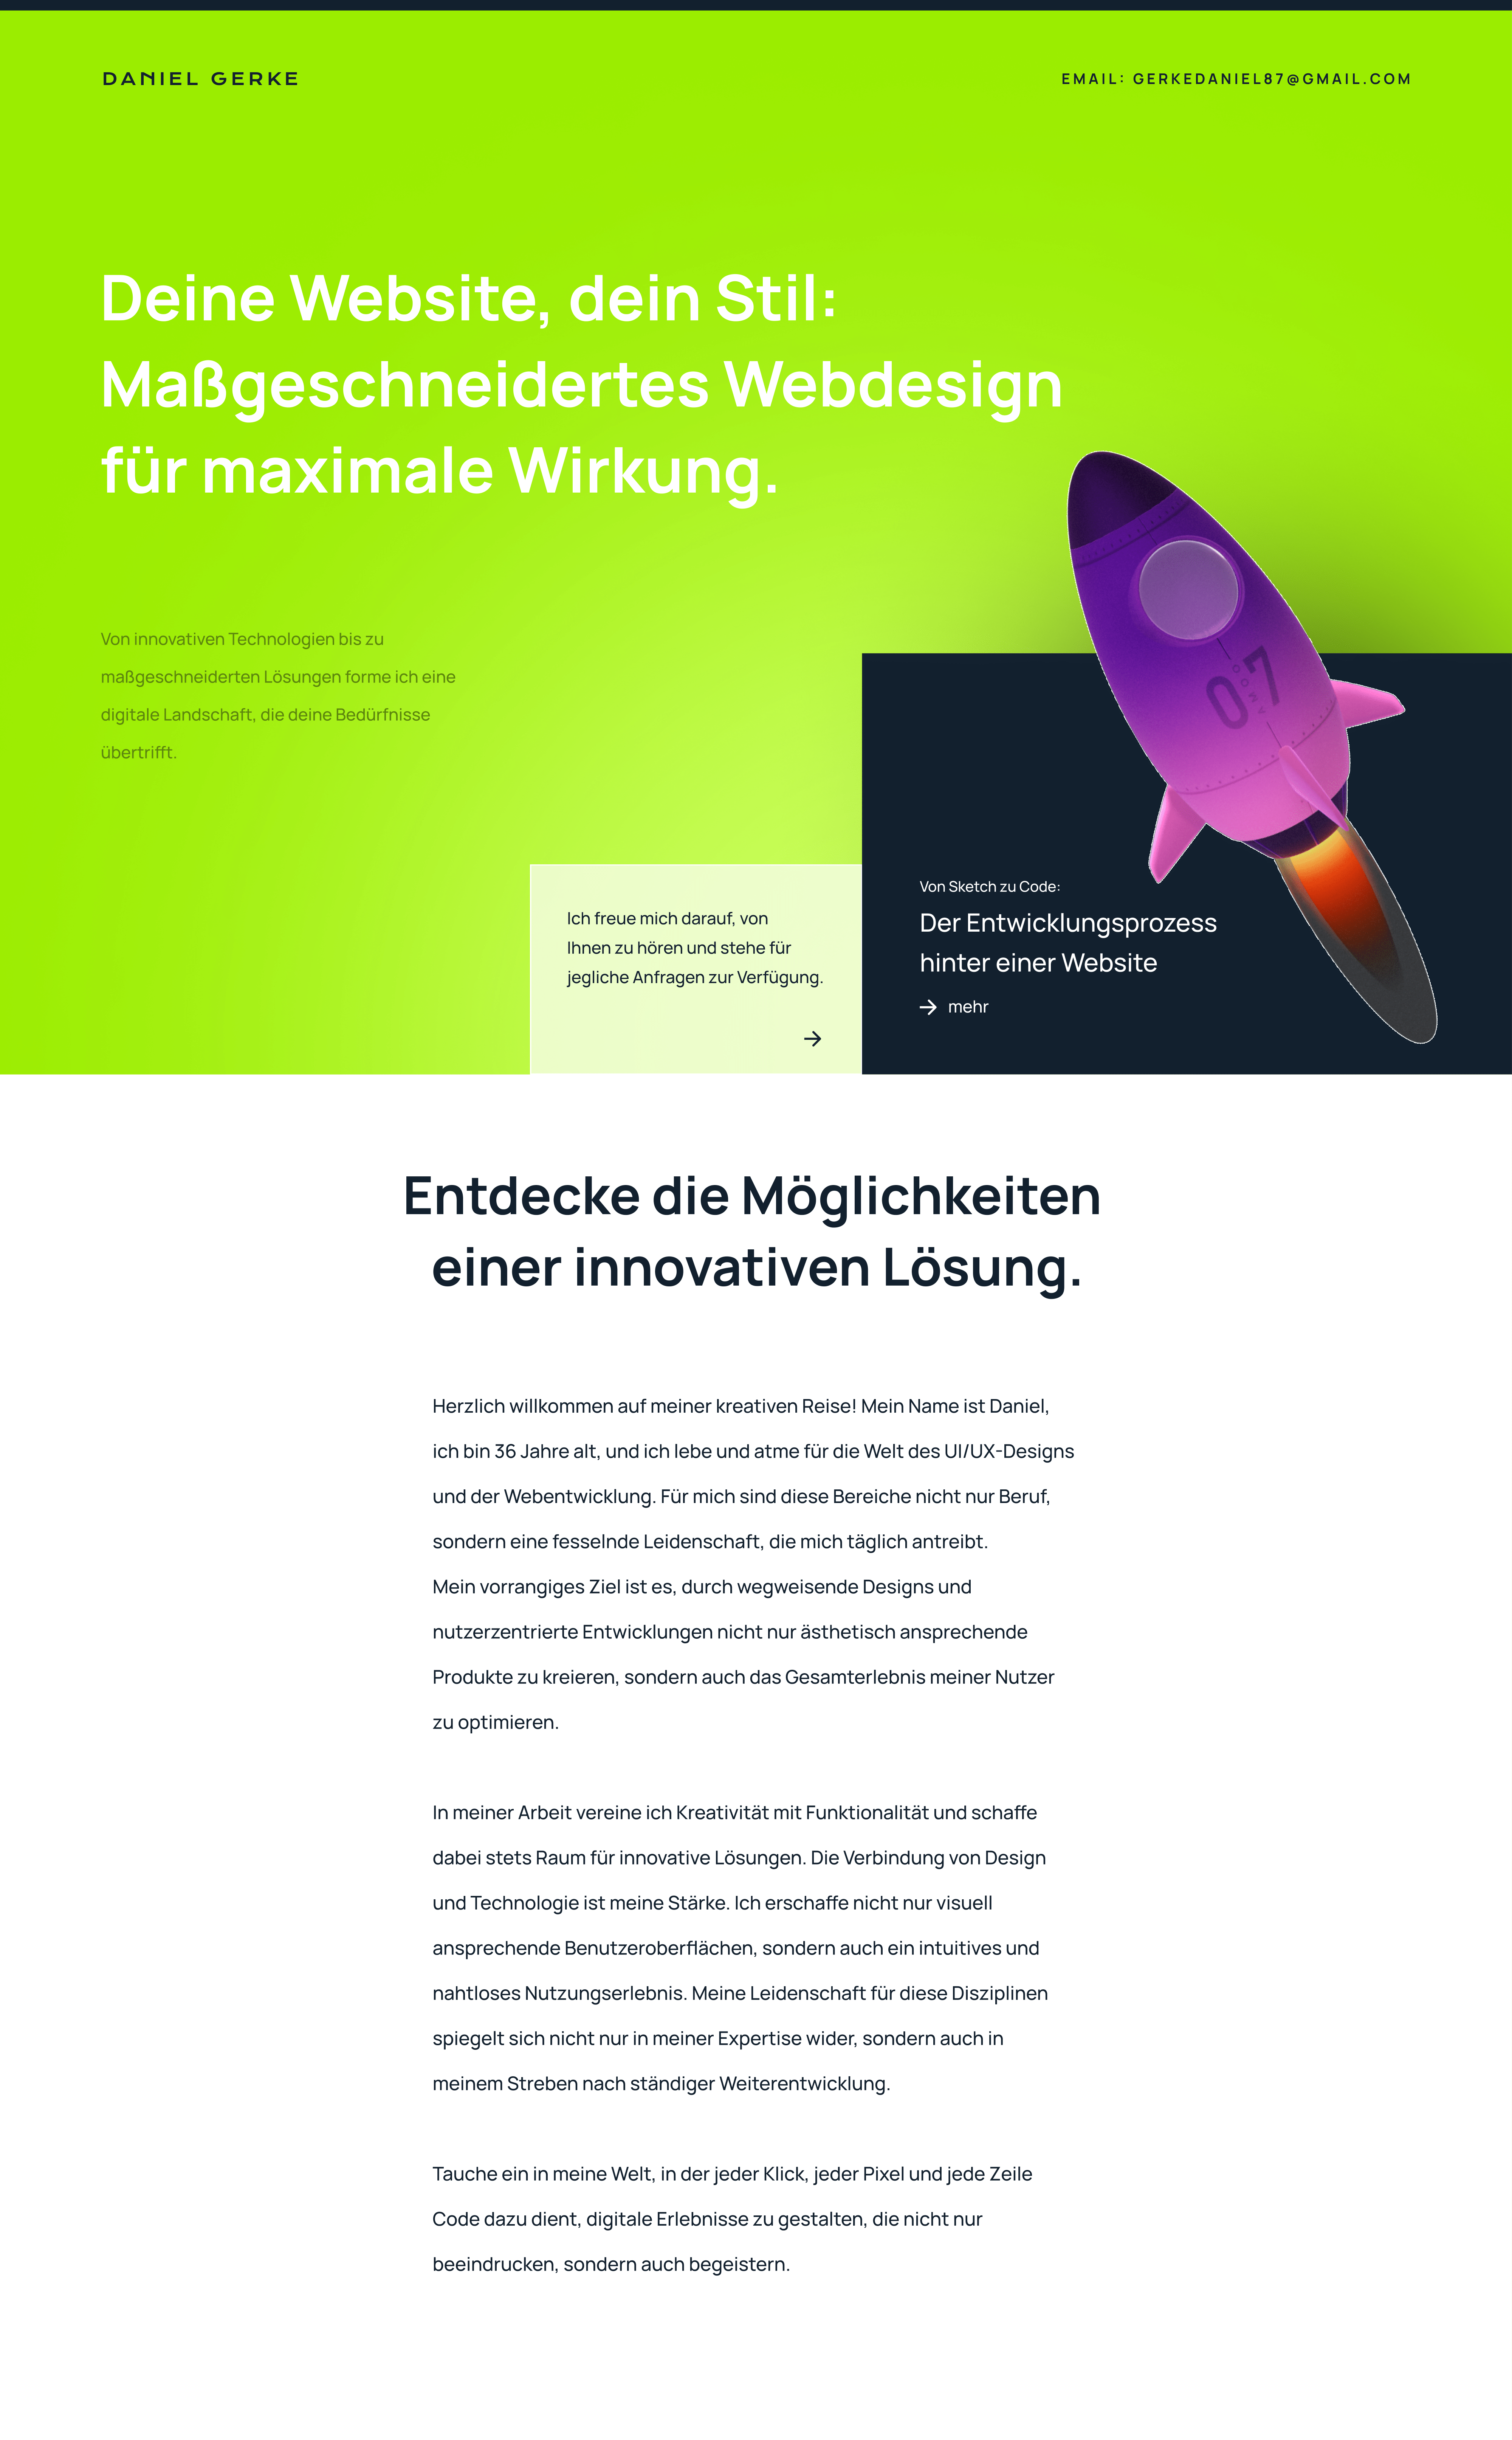 DANIEL GERKE
EMAIL: GERKEDANIEL87@GMAIL.COM
Deine Website, dein Stil:
Maßgeschneidertes Webdesign
für maximale Wirkung.
Von innovativen Technologien bis zu
maßgeschneiderten Lösungen forme ich eine
digitale Landschaft, die deine Bedürfnisse
übertrifft.
07
Ich freue mich darauf, von
Ihnen zu hören und stehe für
jegliche Anfragen zur Verfügung.
Von Sketch zu Code:
Der Entwicklungsprozess
hinter einer Website
mehr
Entdecke die Möglichkeiten
einer innovativen Lösung.
Herzlich willkommen auf meiner kreativen Reise! Mein Name ist Daniel,
ich bin 36 Jahre alt, und ich lebe und atme für die Welt des UI/UX-Designs
und der Webentwicklung. Für mich sind diese Bereiche nicht nur Beruf,
sondern eine fesselnde Leidenschaft, die mich täglich antreibt.
Mein vorrangiges Ziel ist es, durch wegweisende Designs und
nutzerzentrierte Entwicklungen nicht nur ästhetisch ansprechende
Produkte zu kreieren, sondern auch das Gesamterlebnis meiner Nutzer
zu optimieren.
In meiner Arbeit vereine ich Kreativität mit Funktionalität und schaffe
dabei stets Raum für innovative Lösungen. Die Verbindung von Design
und Technologie ist meine Stärke. Ich erschaffe nicht nur visuell
ansprechende Benutzeroberflächen, sondern auch ein intuitives und
nahtloses Nutzungserlebnis. Meine Leidenschaft für diese Disziplinen
spiegelt sich nicht nur in meiner Expertise wider, sondern auch in
meinem Streben nach ständiger Weiterentwicklung.
Tauche ein in meine Welt, in der jeder Klick, jeder Pixel und jede Zeile
Code dazu dient, digitale Erlebnisse zu gestalten, die nicht nur
beeindrucken, sondern auch begeistern.